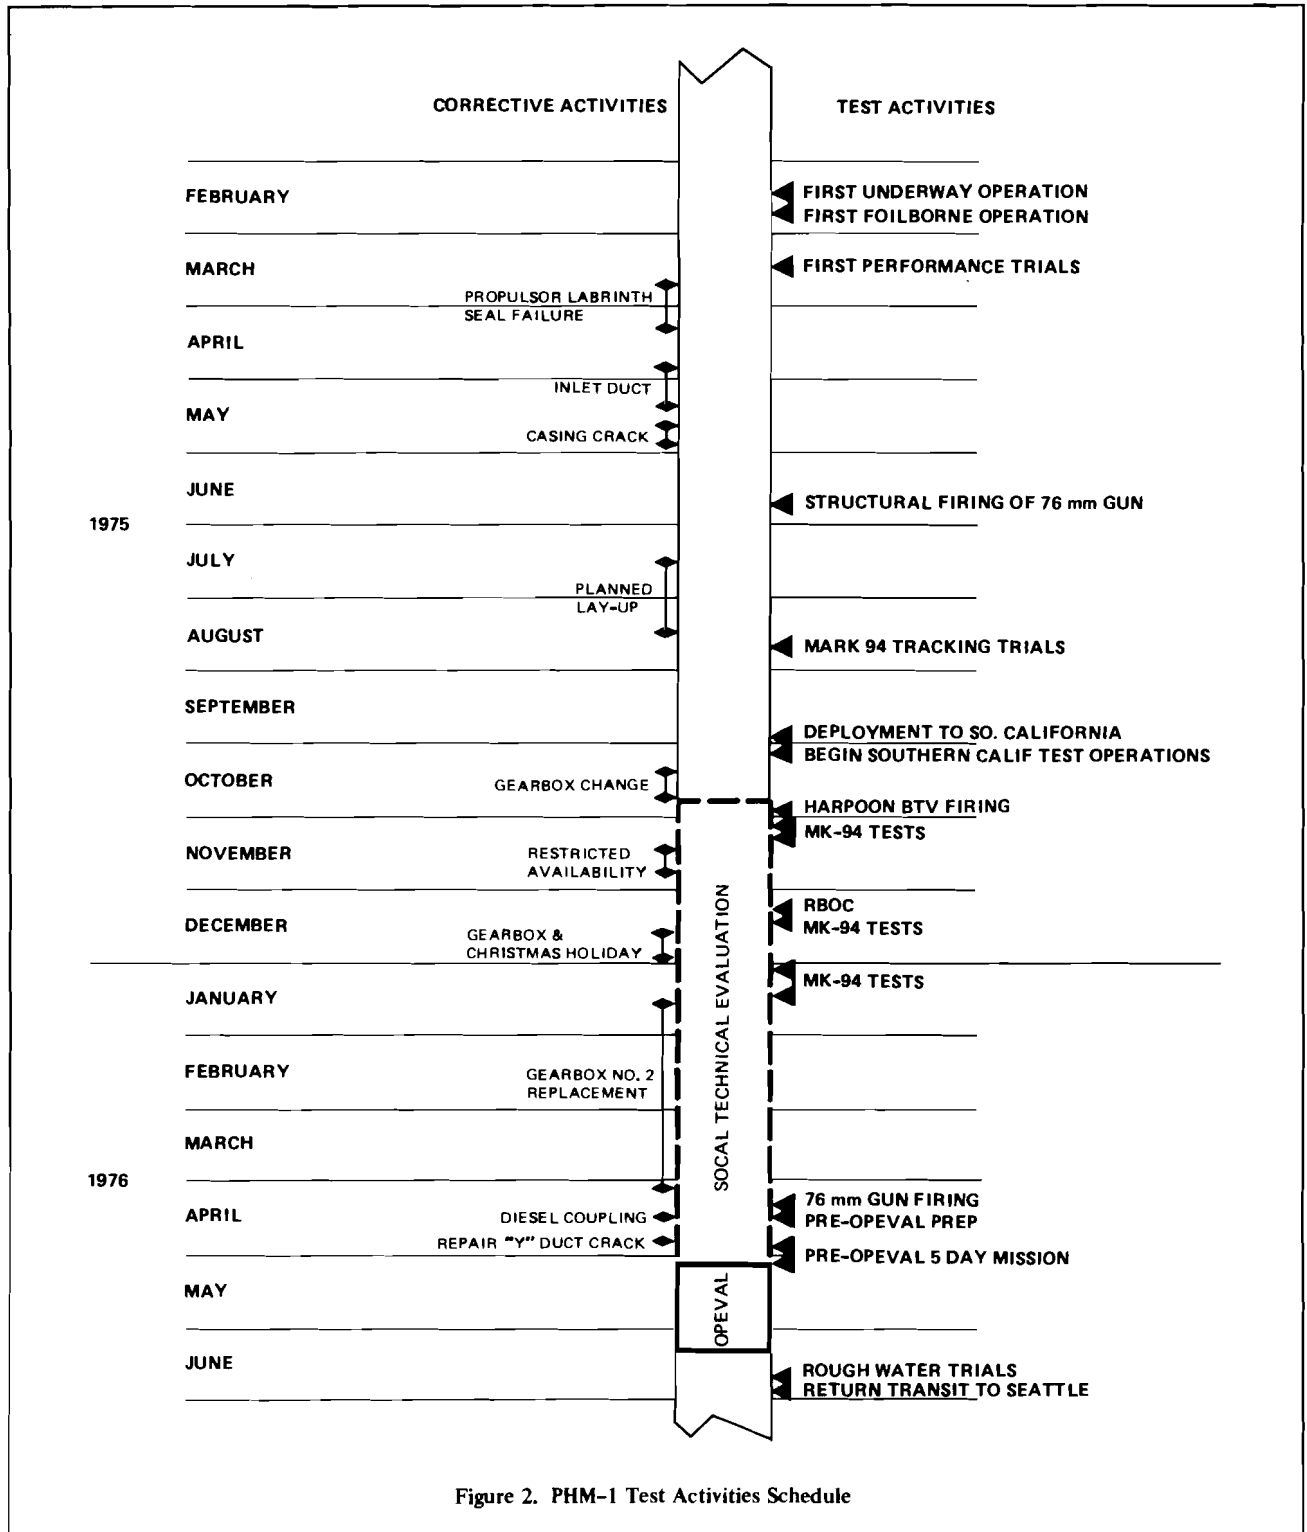 CORRECTIVE ACTIVITIES
TEST ACTIVITIES
FEBRUARY
FIRST UNDERWAY OPERATION
FIRST FOILBORNE OPERATION
MARCH
FIRST PERFORMANCE TRIALS
PROPULSOR LABRINTH
SEAL FAILURE
APRIL
INLET DUCT
MAY
CASING CRACK
JUNE
STRUCTURAL FIRING OF 76 mm GUN
1975
JULY
PLANNED
LAY-UP
AUGUST
MARK 94 TRACKING TRIALS
SEPTEMBER
DEPLOYMENT TO SO. CALIFORNIA
BEGIN SOUTHERN CALIF TEST OPERATIONS
OCTOBER
GEARBOX CHANGE
HARPOON BTV FIRING
MK-94 TESTS
NOVEMBER
RESTRICTED
AVAILABILITY
RBOC
MK-94 TESTS
DECEMBER
GEARBOX &
CHRISTMAS HOLIDAY
SOCAL TECHNICAL EVALUATION
MK-94 TESTS
JANUARY
FEBRUARY
GEARBOX NO. 2
REPLACEMENT
MARCH
1976
APRIL
76 mm GUN FIRING
DIESEL COUPLING
PRE-OPEVAL PREP
REPAIR "Y" DUCT CRACK
PRE-OPEVAL 5 DAY MISSION
MAY
OPEVAL
JUNE
ROUGH WATER TRIALS
RETURN TRANSIT TO SEATTLE
Figure 2. PHM-1 Test Activities Schedule